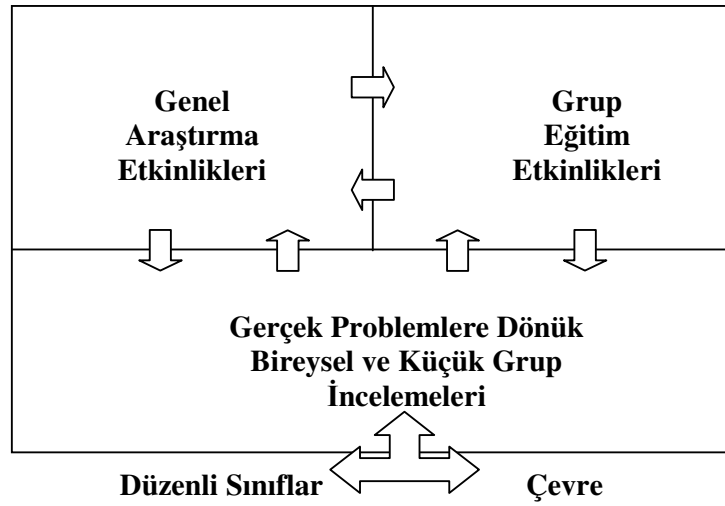 Genel
Araştırma
Etkinlikleri
Grup
Eğitim
Etkinlikleri
Gerçek Problemlere Dönük
Bireysel ve Küçük Grup
İncelemeleri
Düzenli Sınıflar
Çevre